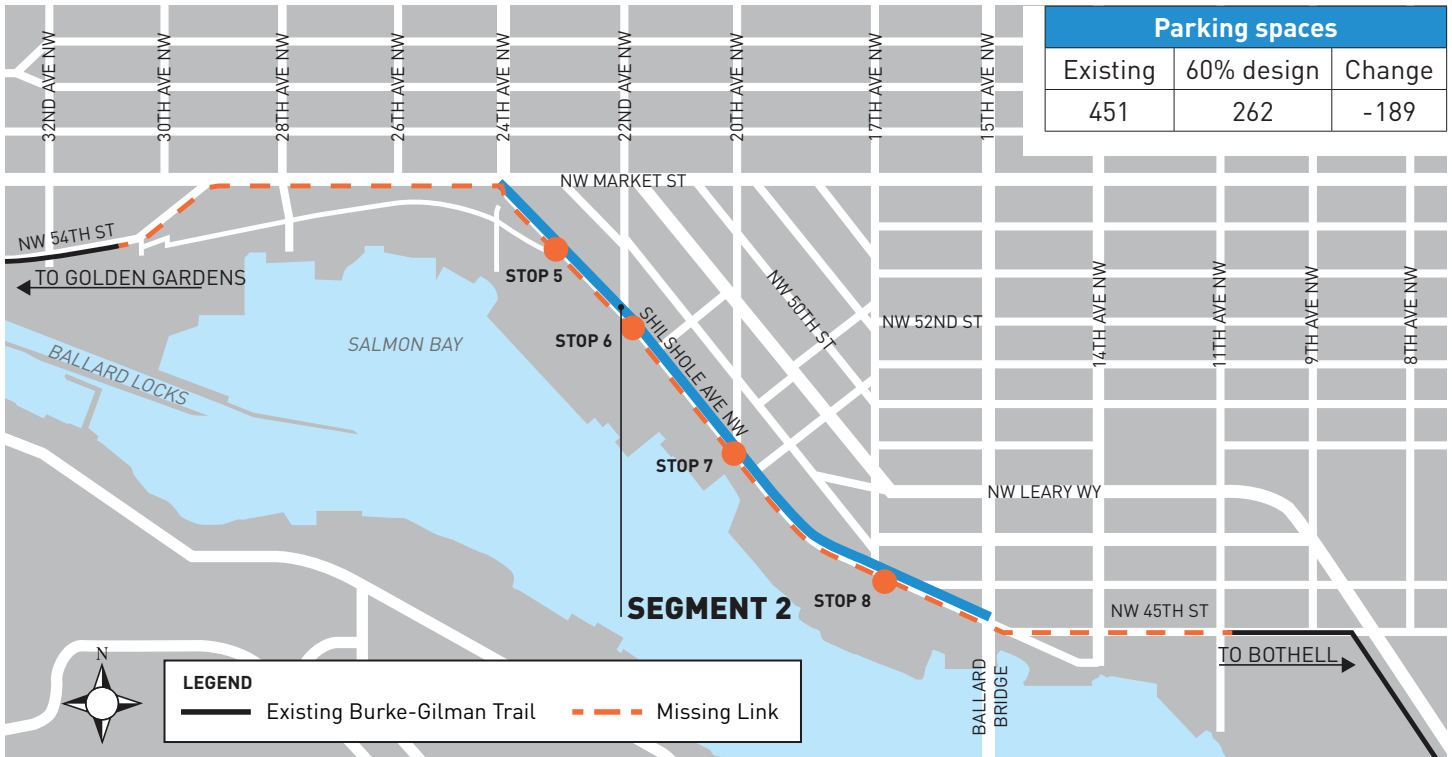 Parking spaces
Existing 60% design Change
451 262 -189
32ND AVE NW
30TH AVE NW
28TH AVE NW
26TH AVE NW
24TH AVE NW
22ND AVE NW
20TH AVE NW
17TH AVE NW
15TH AVE NW
NW MARKET ST
NW 54TH ST
TO GOLDEN GARDENS
STOP 5
SHILSHOLE AVE NW
NW 50TH ST
NW 52ND ST
14TH AVE NW
11TH AVE NW
9TH AVE NW
8TH AVE NW
STOP 6
SALMON BAY
BALLARD LOCKS
STOP 7
NW LEARY WY
STOP 8
SEGMENT 2
NW 45TH ST
TO BOTHELL
BALLARD
BRIDGE
N
LEGEND
Existing Burke-Gilman Trail
Missing Link